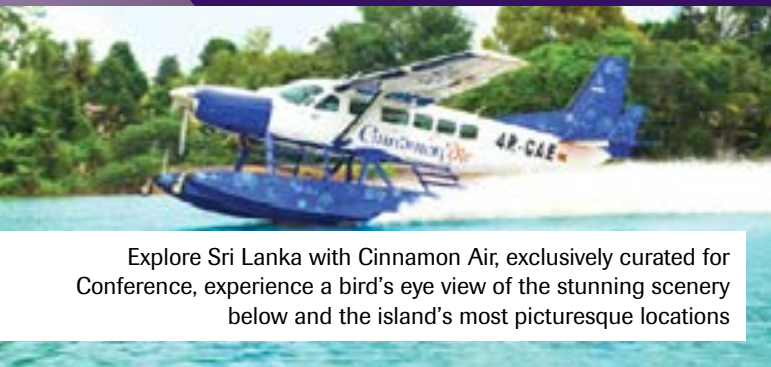 Cinnamon Air
4R-CAE
Explore Sri Lanka with Cinnamon Air, exclusively curated for
Conference, experience a bird's eye view of the stunning scenery
below and the island's most picturesque locations